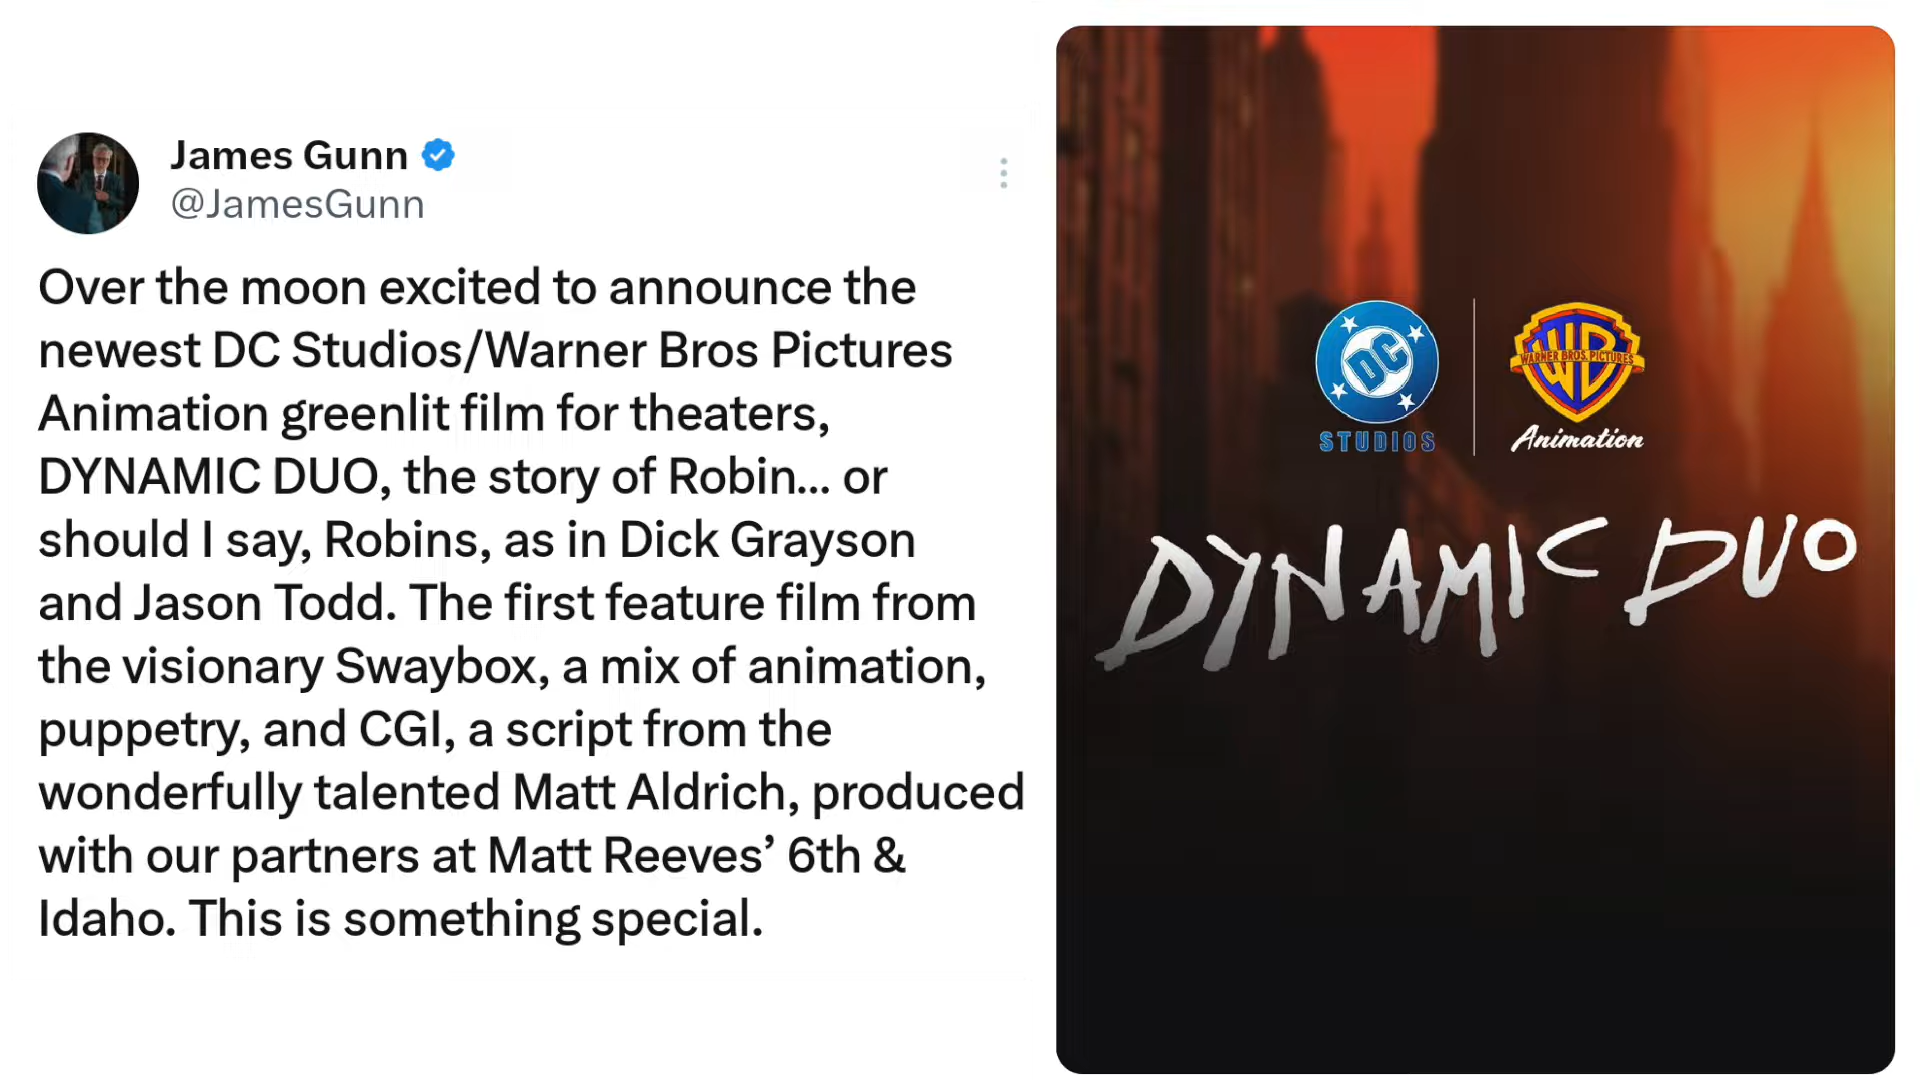 James Gunn
@JamesGunn
Over the moon excited to announce the
newest DC Studios/Warner Bros Pictures
Animation greenlit film for theaters,
DYNAMIC DUO, the story of Robin... or
should I say, Robins, as in Dick Grayson
and Jason Todd. The first feature film from
the visionary Swaybox, a mix of animation,
puppetry, and CGI, a script from the
wonderfully talented Matt Aldrich, produced
with our partners at Matt Reeves’ 6th &
Idaho. This is something special.
DC
STUDIOS
WB
WARNER BROS. PICTURES
Animation
DYNAMIC DUO